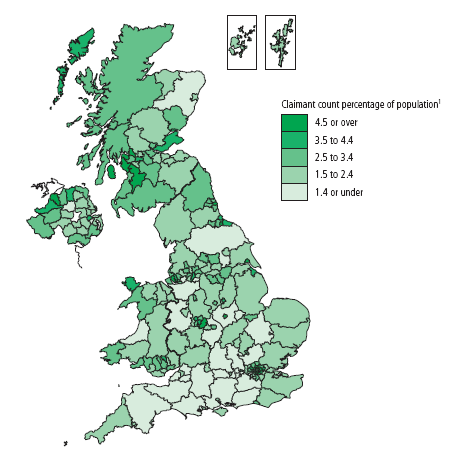 Claimant count percentage of population¹
4.5 or over
3.5 to 4.4
2.5 to 3.4
1.5 to 2.4
1.4 or under